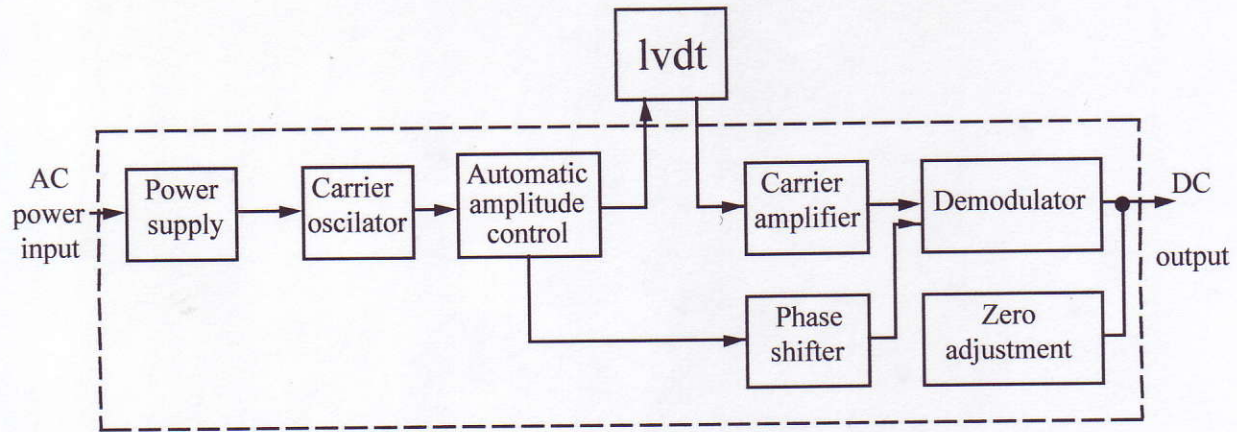 lvdt
AC
power
input
Power
supply
Carrier
oscilator
Automatic
amplitude
control
Carrier
amplifier
Demodulator
DC
output
Phase
shifter
Zero
adjustment